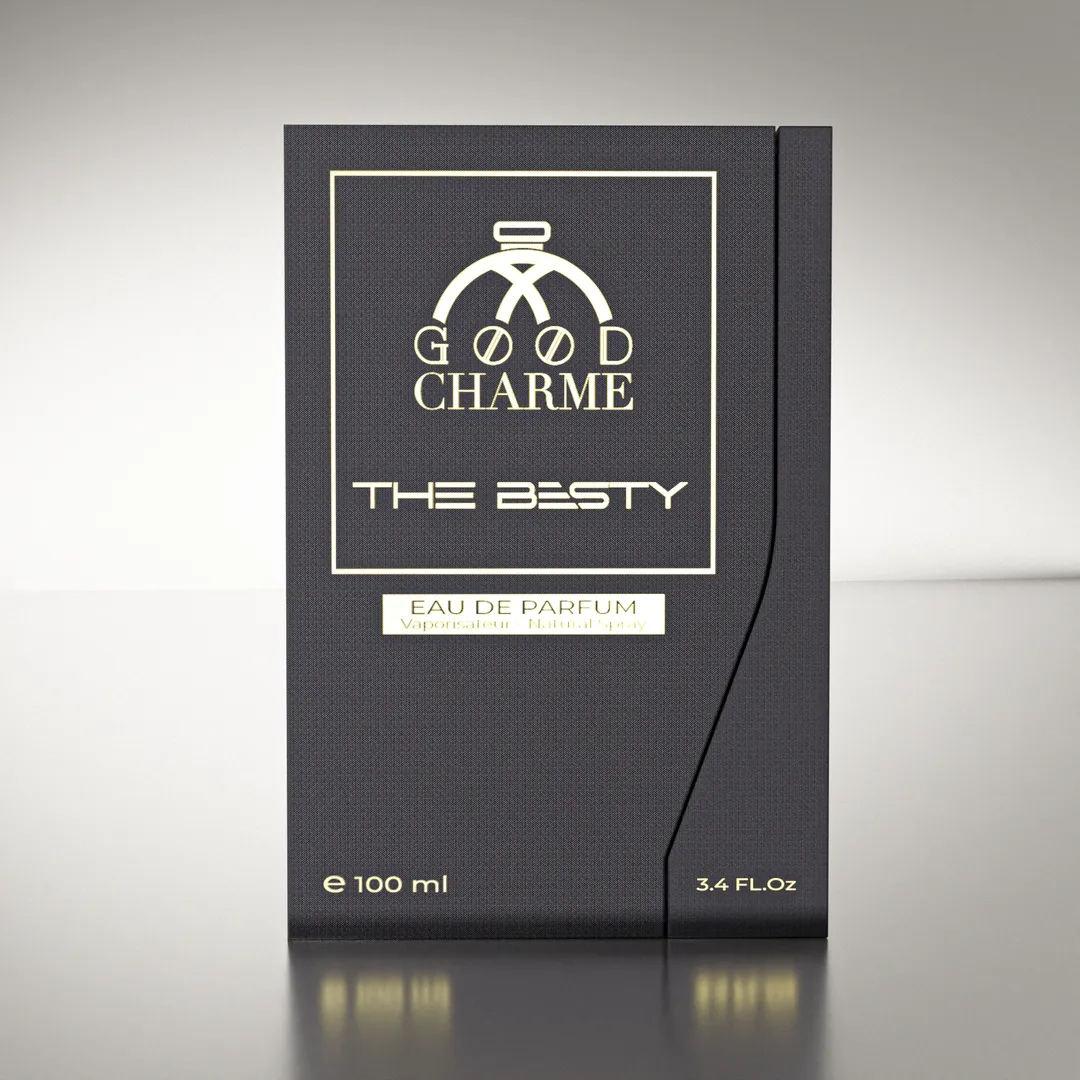 GOOD
CHARME
THE BESTY
EAU DE PARFUM
Vaporisateur - Natural Spray
e 100 ml
3.4 FL.Oz